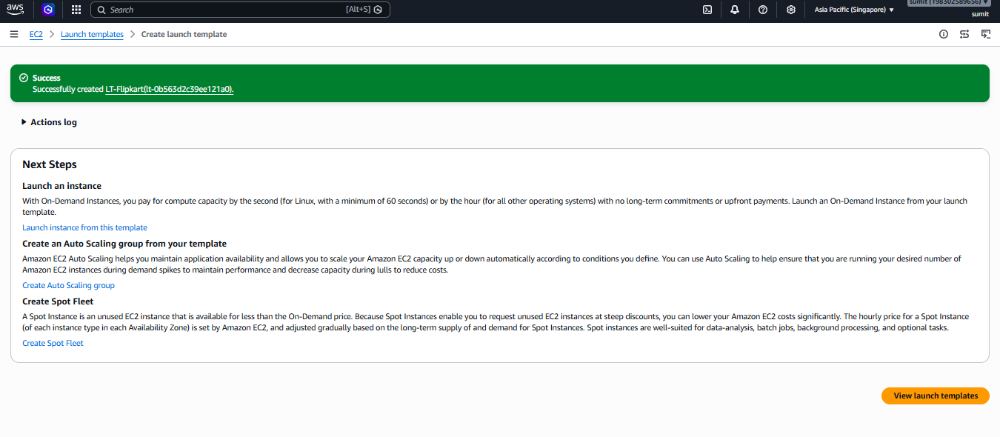 aws
Search [Alt+S]
Asia Pacific (Singapore) ▼
sumit (198302589656) ▼
sumit
EC2 > Launch templates > Create launch template
Success
Successfully created LT-Flipkart(lt-0b563d2c39ee121a0).
Actions log
Next Steps
Launch an instance
With On-Demand Instances, you pay for compute capacity by the second (for Linux, with a minimum of 60 seconds) or by the hour (for all other operating systems) with no long-term commitments or upfront payments. Launch an On-Demand Instance from your launch
template.
Launch instance from this template
Create an Auto Scaling group from your template
Amazon EC2 Auto Scaling helps you maintain application availability and allows you to scale your Amazon EC2 capacity up or down automatically according to conditions you define. You can use Auto Scaling to help ensure that you are running your desired number of
Amazon EC2 instances during demand spikes to maintain performance and decrease capacity during lulls to reduce costs.
Create Auto Scaling group
Create Spot Fleet
A Spot Instance is an unused EC2 instance that is available for less than the On-Demand price. Because Spot Instances enable you to request unused EC2 instances at steep discounts, you can lower your Amazon EC2 costs significantly. The hourly price for a Spot Instance
(of each instance type in each Availability Zone) is set by Amazon EC2, and adjusted gradually based on the long-term supply of and demand for Spot Instances. Spot instances are well-suited for data-analysis, batch jobs, background processing, and optional tasks.
Create Spot Fleet
View launch templates